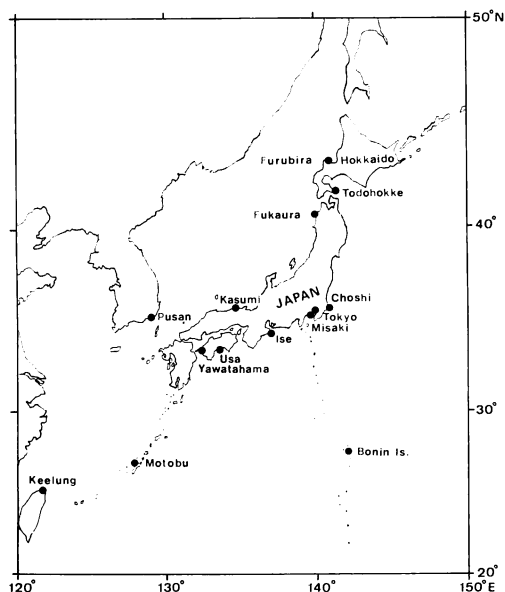 50°N
Furubira
Hokkaido
Todohokke
Fukaura
40°
Kasumi
JAPAN
Choshi
Pusan
Tokyo
Misaki
Ise
Usa
Yawatahama
30°
Bonin Is.
Motobu
Keelung
20°
120°
130°
140°
150°E